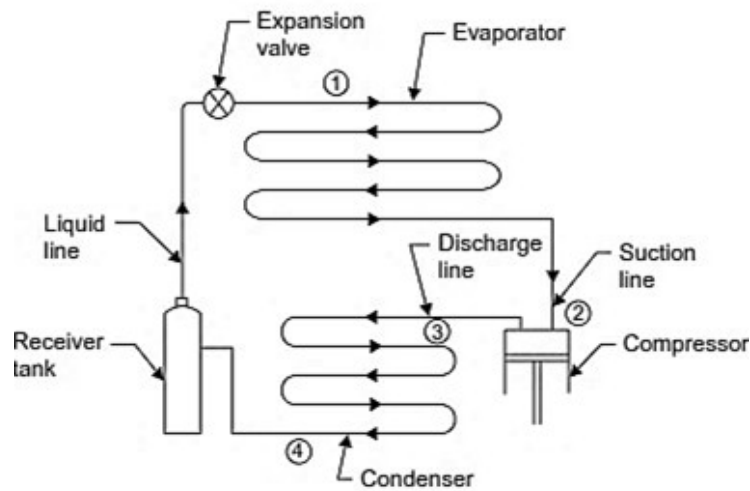 Expansion
valve
Evaporator
①
Liquid
line
Discharge
line
Suction
line
②
③
Receiver
tank
Compressor
④
Condenser